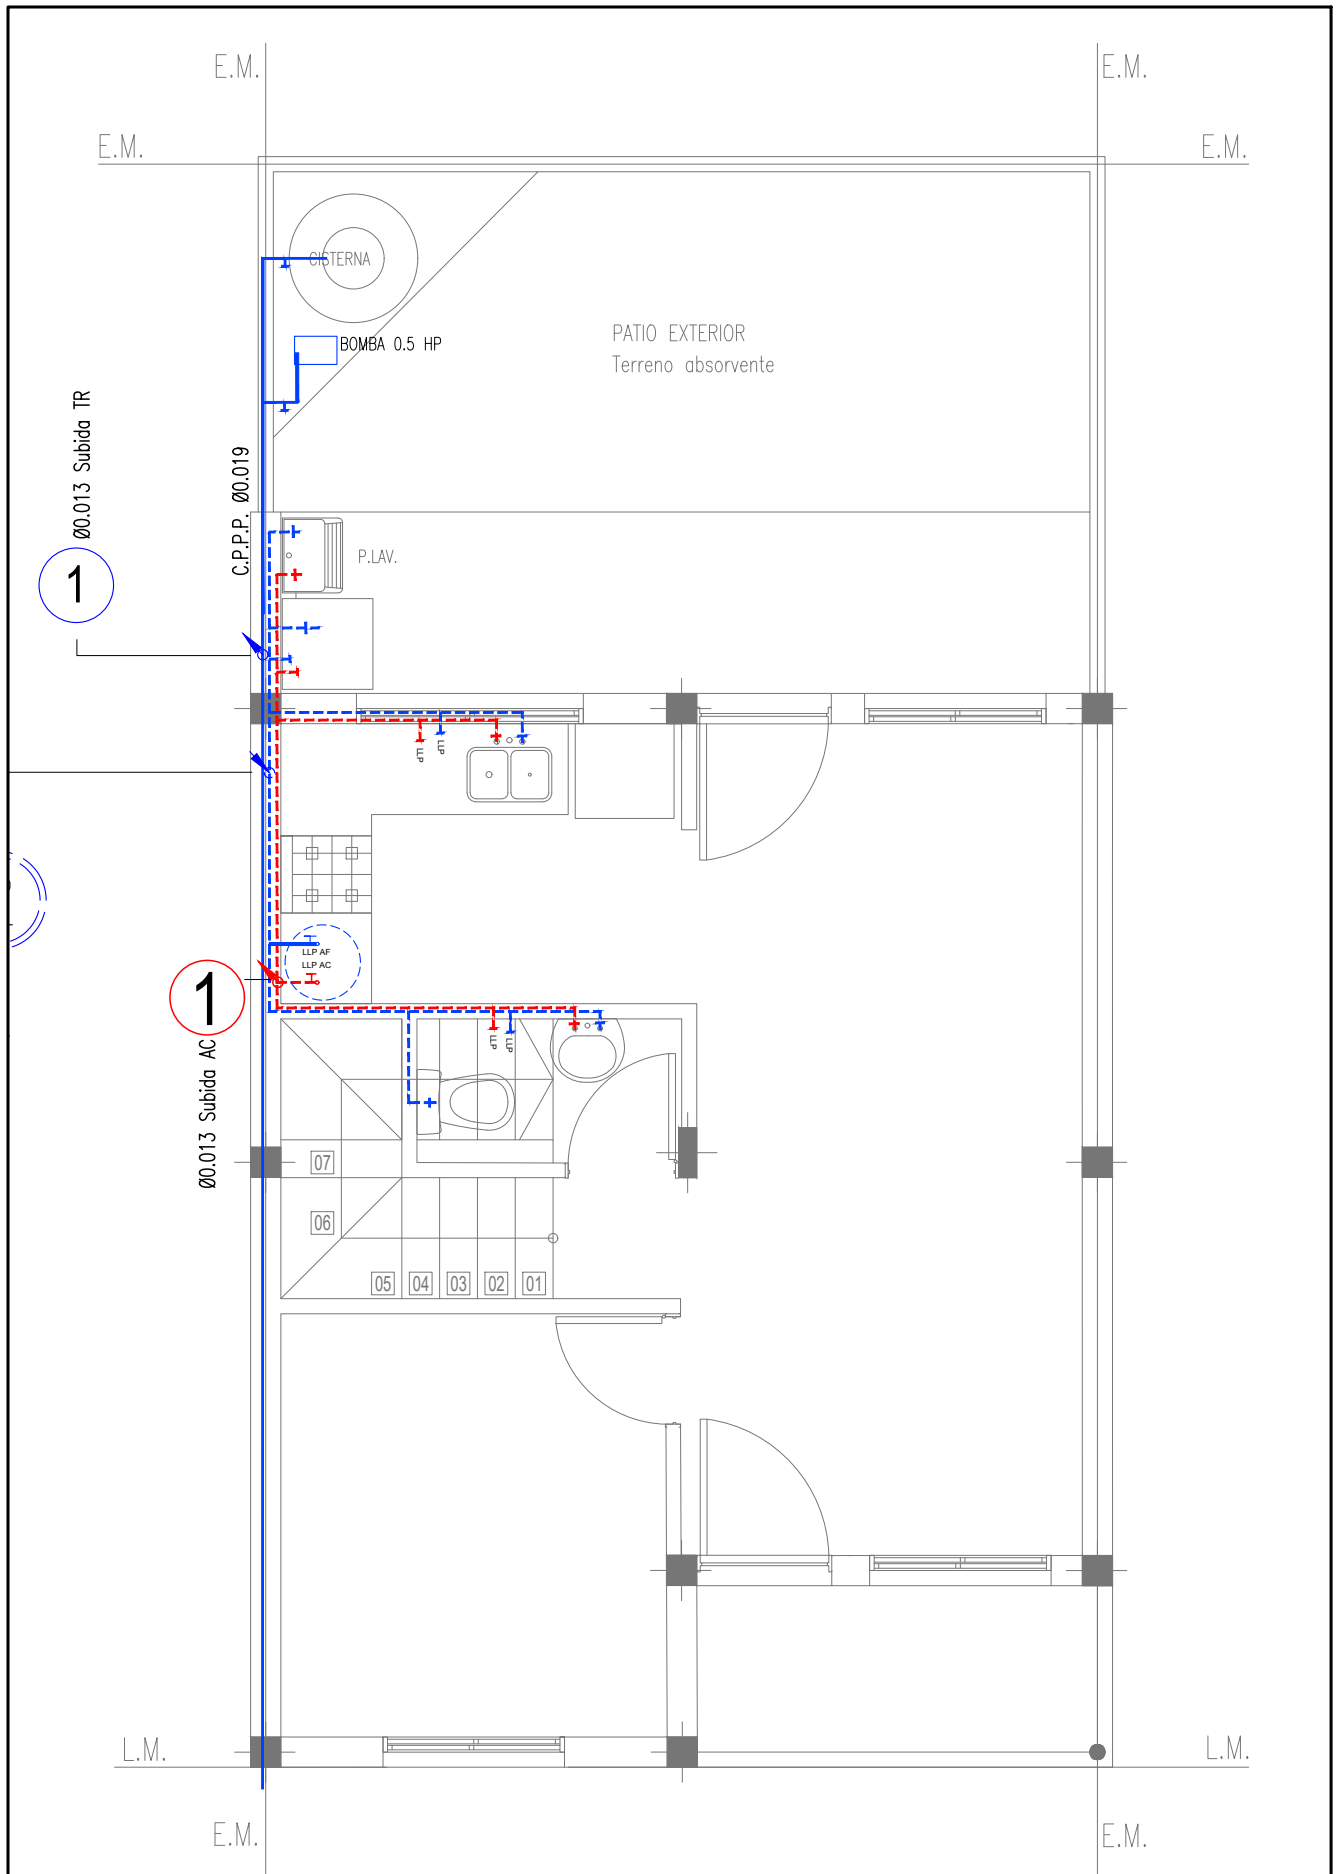 E.M.
E.M.
E.M.
E.M.
CISTERNA
BOMBA 0.5 HP
PATIO EXTERIOR
Terreno absorvente
Ø0.013 Subida TR
1
C.P.P.P. Ø0.019
P.LAV.
LLP
LLP
LLP AF
LLP AC
1
Ø0.013 Subida AC
LLP
LLP
07
06
05
04
03
02
01
L.M.
L.M.
E.M.
E.M.